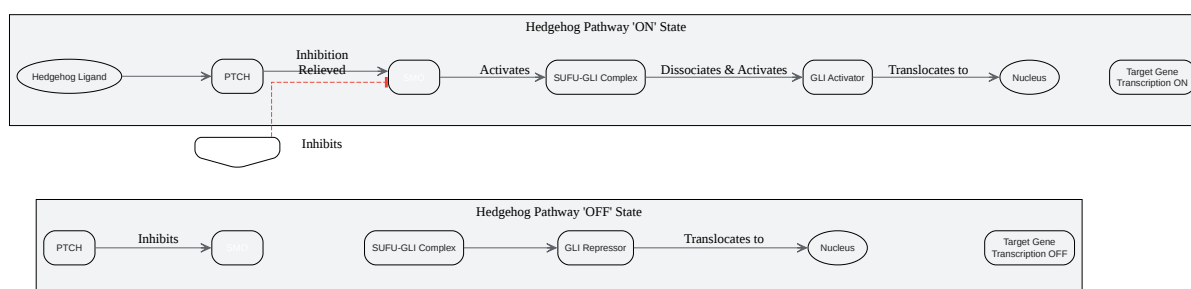 Hedgehog Pathway 'ON' State
Hedgehog Ligand
PTCH
Inhibition
Relieved
SMO
Activates
SUFU-GLI Complex
Dissociates & Activates
GLI Activator
Translocates to
Nucleus
Target Gene
Transcription ON
Inhibits
Hedgehog Pathway 'OFF' State
PTCH
Inhibits
SMO
SUFU-GLI Complex
GLI Repressor
Translocates to
Nucleus
Target Gene
Transcription OFF